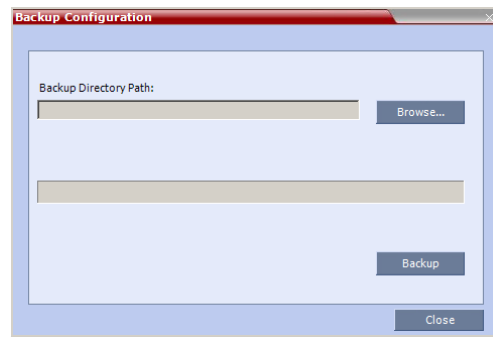 Backup Configuration
Backup Directory Path:
Browse...
Backup
Close